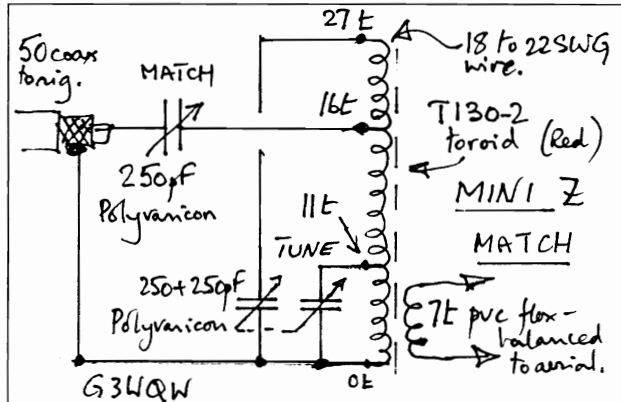 27t
50 coax
to rig.
MATCH
18 to 22SWG
wire.
16t
T130-2
toroid (Red)
250pF
Polyvaricon
MINI Z
MATCH
11t
TUNE
250+250pF
Polyvaricon
7t pvc flex -
balanced
to aerial.
0t
G3WQW